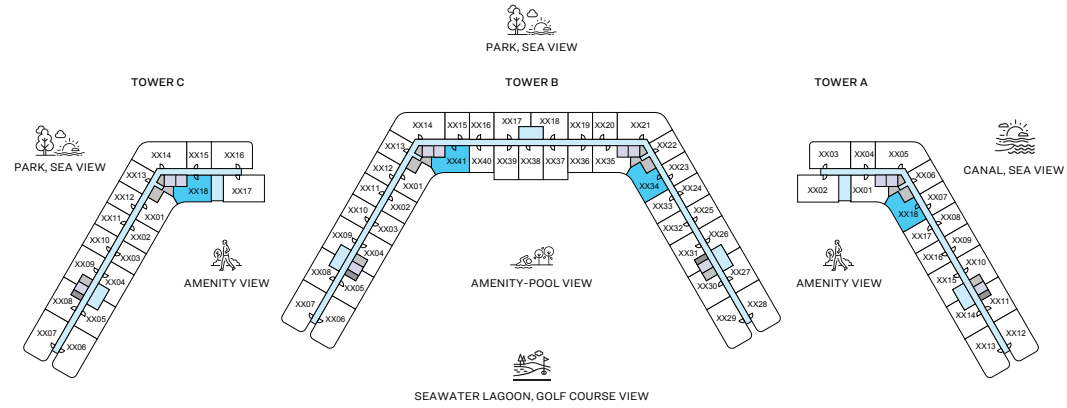 PARK, SEA VIEW
TOWER C
TOWER B
TOWER A
PARK, SEA VIEW
CANAL, SEA VIEW
XX14 XX15 XX16
XX13
XX12
XX11
XX10
XX09
XX08
XX07
XX06
XX05
XX04
XX03
XX02
XX01
XX18
XX17
XX14 XX15 XX16 XX17 XX18 XX19 XX20 XX21
XX13
XX12
XX11
XX10
XX09
XX08
XX07
XX06
XX05
XX04
XX03
XX02
XX01
XX41 XX40 XX39 XX38 XX37 XX36 XX35
XX34
XX33
XX32
XX31
XX30
XX29
XX28
XX27
XX26
XX25
XX24
XX23
XX22
XX03 XX04 XX05
XX02 XX01
XX06
XX07
XX08
XX09
XX10
XX11
XX12
XX13
XX14
XX15
XX16
XX17
XX18
AMENITY VIEW
AMENITY-POOL VIEW
AMENITY VIEW
SEAWATER LAGOON, GOLF COURSE VIEW